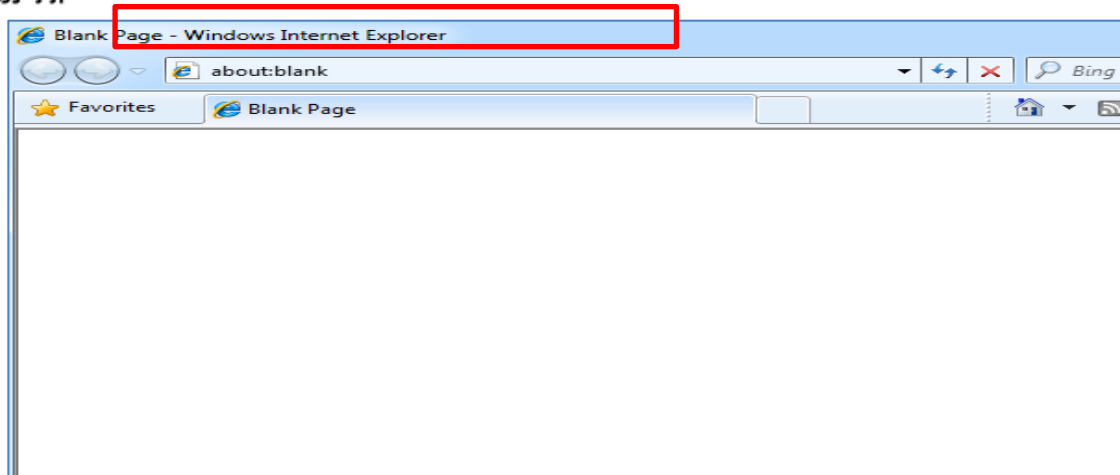 Blank Page - Windows Internet Explorer
about:blank
Bing
Favorites
Blank Page